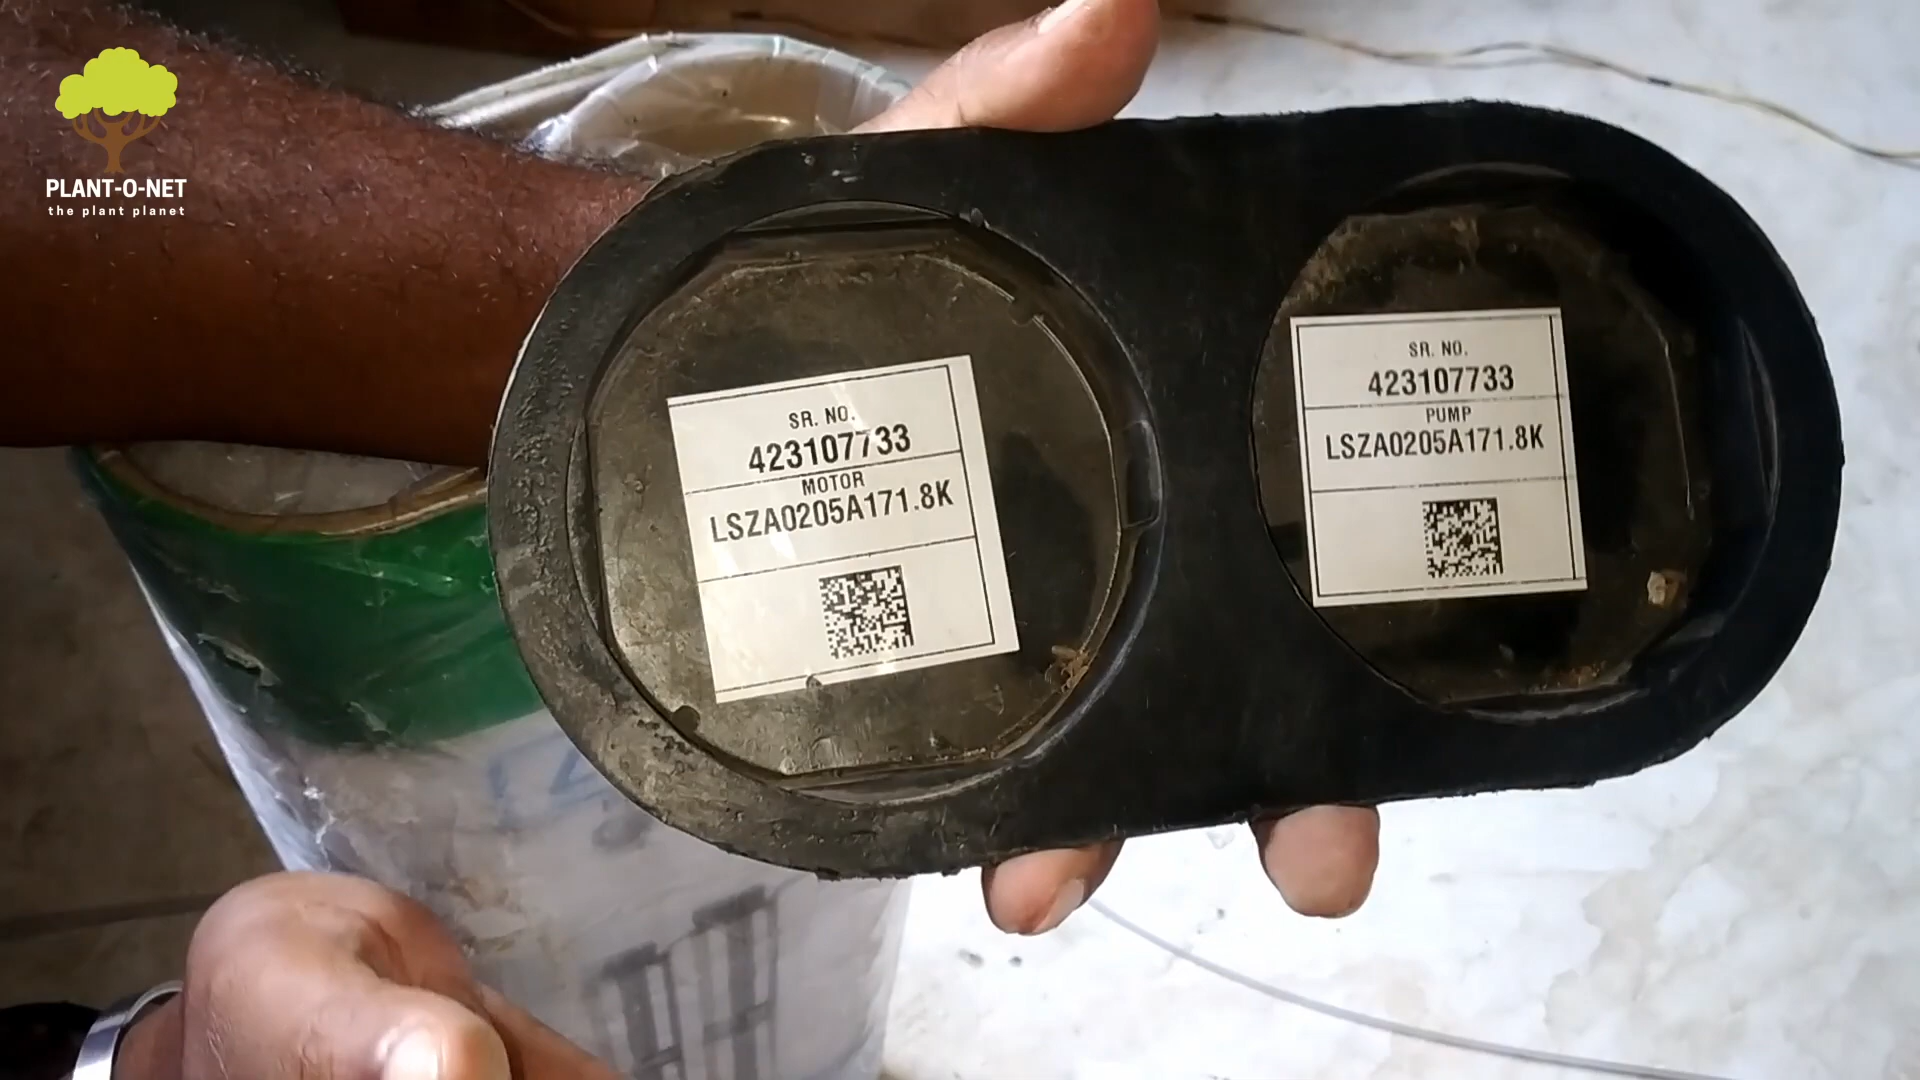 PLANT-O-NET
the plant planet
SR. NO.
423107733
MOTOR
LSZA0205A171.8K
SR. NO.
423107733
PUMP
LSZA0205A171.8K